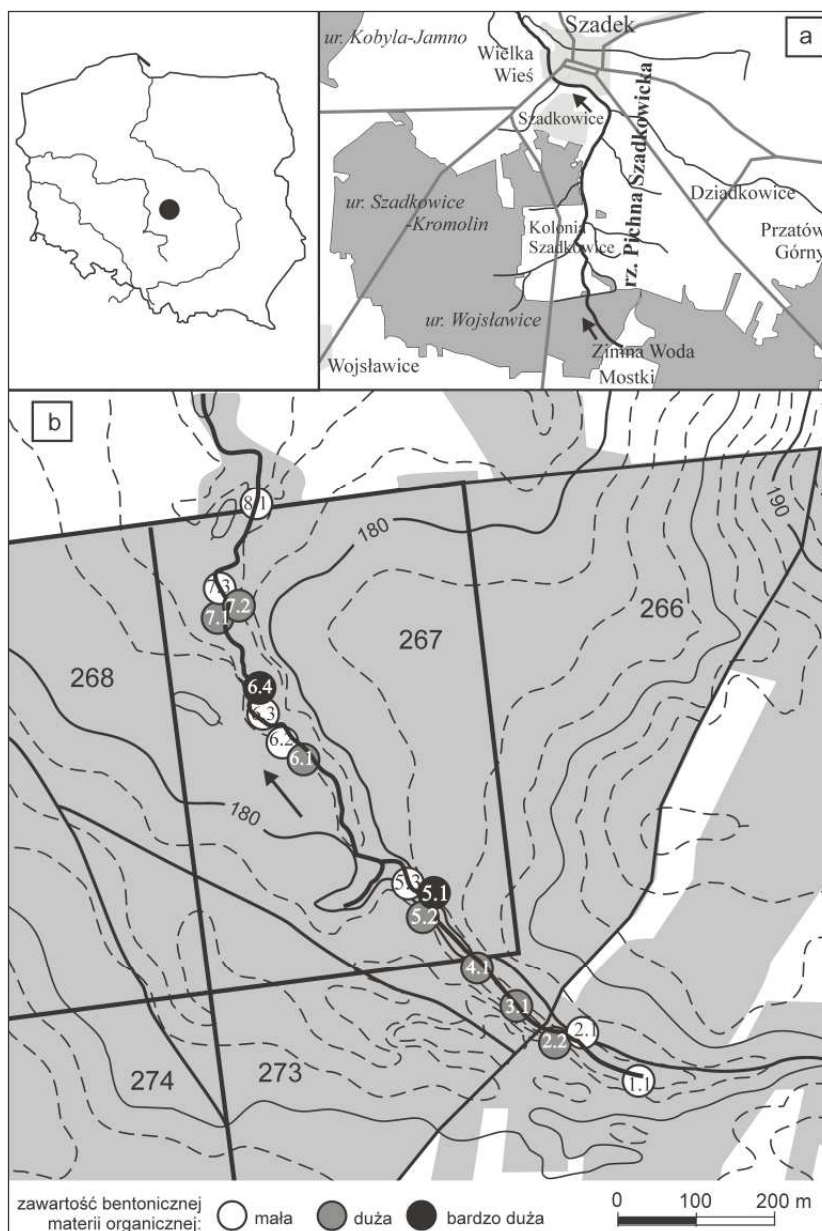 a
ur. Kobyla-Jamno
Szadek
Wielka
Wieś
Szadkowice
rz. Pichna Szadkowicka
Dziadkowice
ur. Szadkowice
-Kromolin
Kolonia
Szadkowice
Przatów
Górny
ur. Wojsławice
Wojsławice
Zimna Woda
Mostki
b
8.1
180
190
7.3
7.2
7.1
266
267
268
6.4
6.3
6.2
6.1
180
5.3
5.1
5.2
4.1
3.1
2.1
2.2
1.1
274
273
zawartość bentonicznej
materii organicznej:
mała
duża
bardzo duża
0 100 200 m